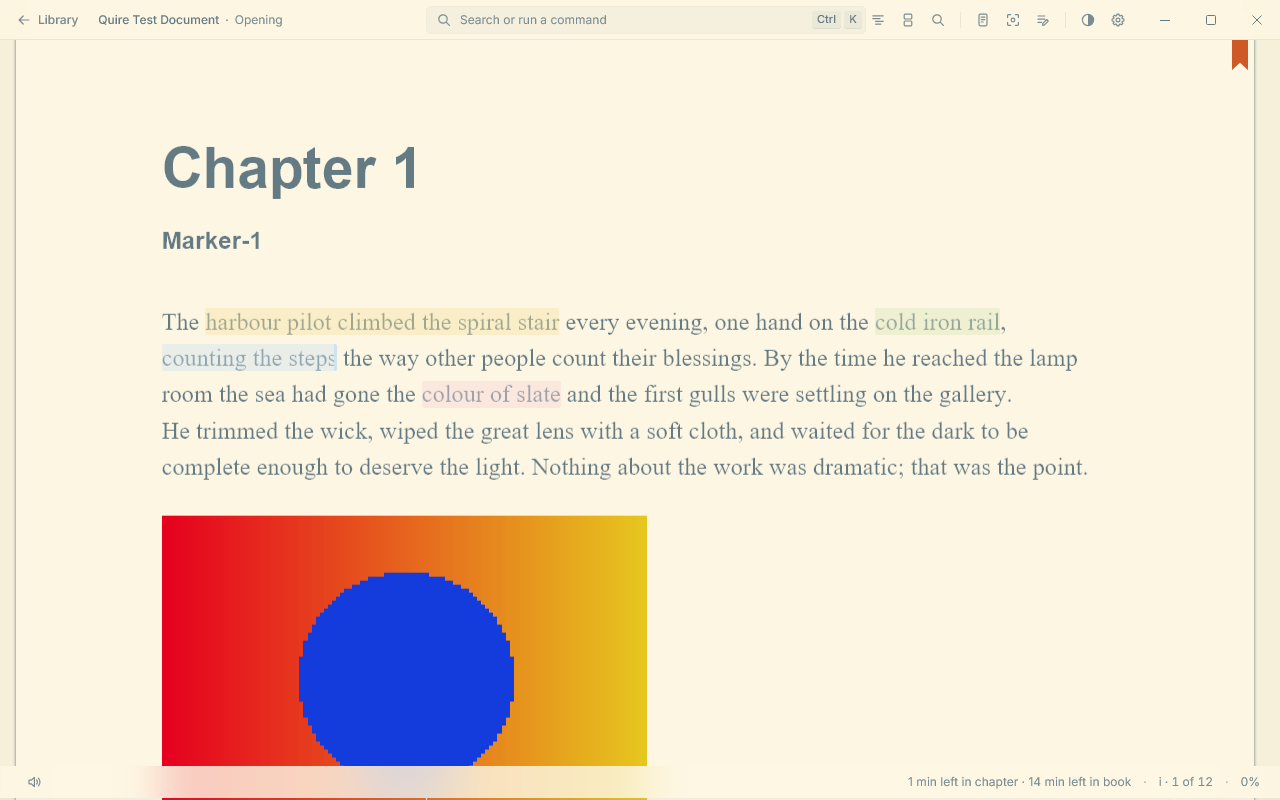 Library Quire Test Document · Opening Search or run a command Ctrl K
Chapter 1
Marker-1
The harbour pilot climbed the spiral stair every evening, one hand on the cold iron rail,
counting the steps the way other people count their blessings. By the time he reached the lamp
room the sea had gone the colour of slate and the first gulls were settling on the gallery.
He trimmed the wick, wiped the great lens with a soft cloth, and waited for the dark to be
complete enough to deserve the light. Nothing about the work was dramatic; that was the point.
1 min left in chapter · 14 min left in book · i · 1 of 12 · 0%